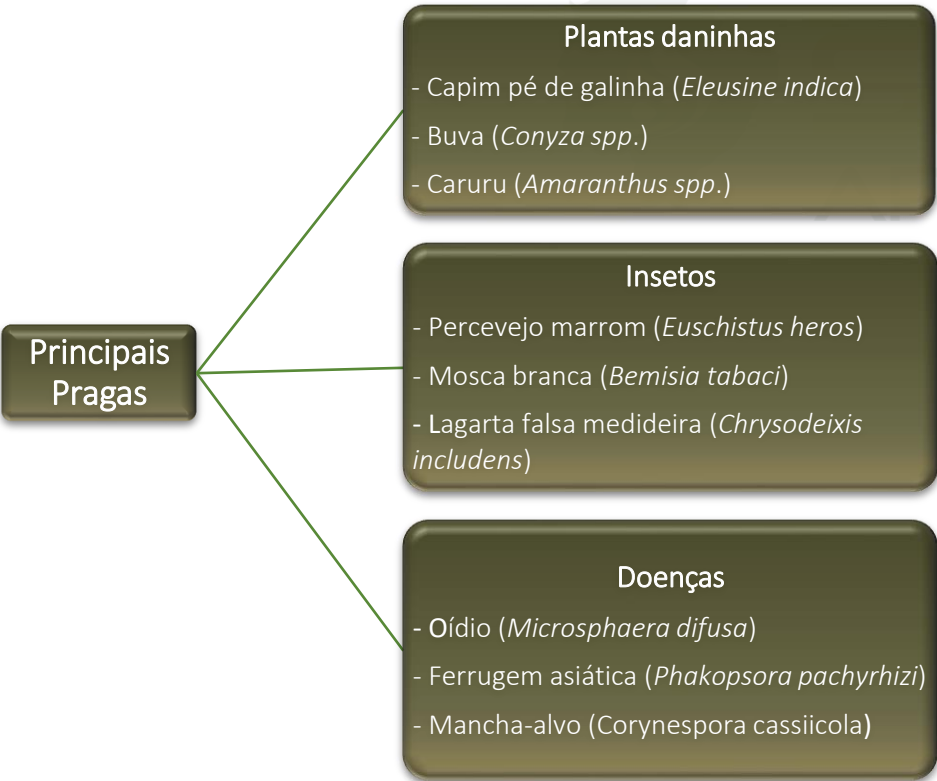 Principais
Pragas
Plantas daninhas
- Capim pé de galinha (Eleusine indica)
- Buva (Conyza spp.)
- Caruru (Amaranthus spp.)
Insetos
- Percevejo marrom (Euschistus heros)
- Mosca branca (Bemisia tabaci)
- Lagarta falsa medideira (Chrysodeixis
includens)
Doenças
- Oídio (Microsphaera difusa)
- Ferrugem asiática (Phakopsora pachyrhizi)
- Mancha-alvo (Corynespora cassiicola)